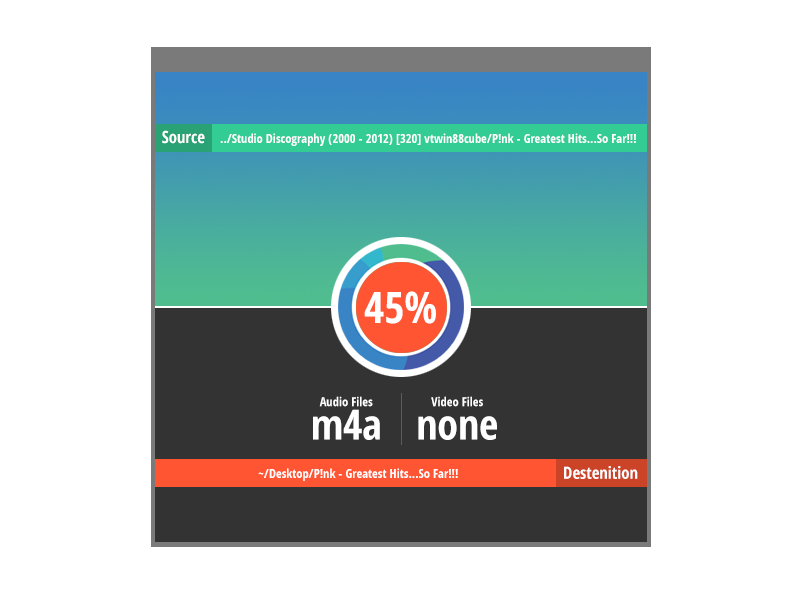 Source
../Studio Discography (2000 - 2012) [320] vtwin88cube/P!nk - Greatest Hits...So Far!!!
45%
Audio Files
m4a
Video Files
none
~/Desktop/P!nk - Greatest Hits...So Far!!!
Destenition